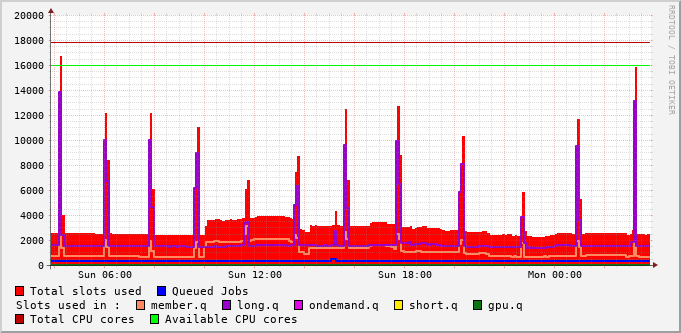 20000
18000
16000
14000
12000
10000
8000
6000
4000
2000
0
Sun 06:00 Sun 12:00 Sun 18:00 Mon 00:00
RRDTOOL / TOBI OETIKER
Total slots used Queued Jobs
Slots used in : member.q long.q ondemand.q short.q gpu.q
Total CPU cores Available CPU cores